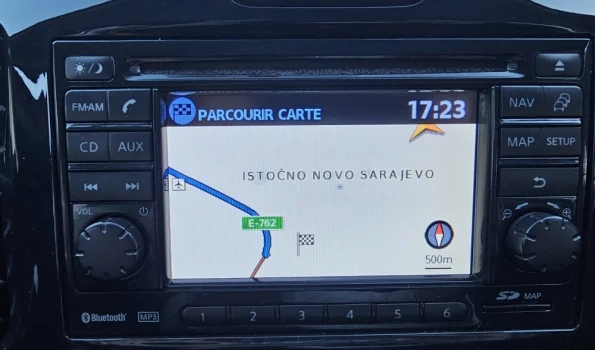 PARCOURIR CARTE 17:23
FM·AM
NAV
CD AUX
MAP SETUP
ISTOČNO NOVO SARAJEVO
VOL
E-762
500m
Bluetooth MP3
1 2 3 4 5 6
SD MAP